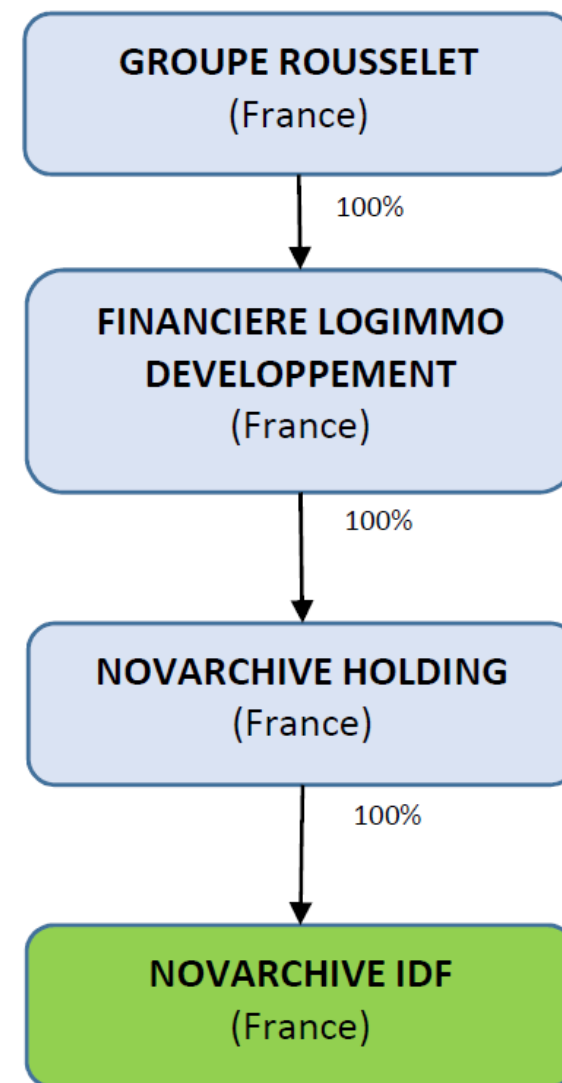 GROUPE ROUSSELET
(France)
100%
FINANCIERE LOGIMMO
DEVELOPPEMENT
(France)
100%
NOVARCHIVE HOLDING
(France)
100%
NOVARCHIVE IDF
(France)